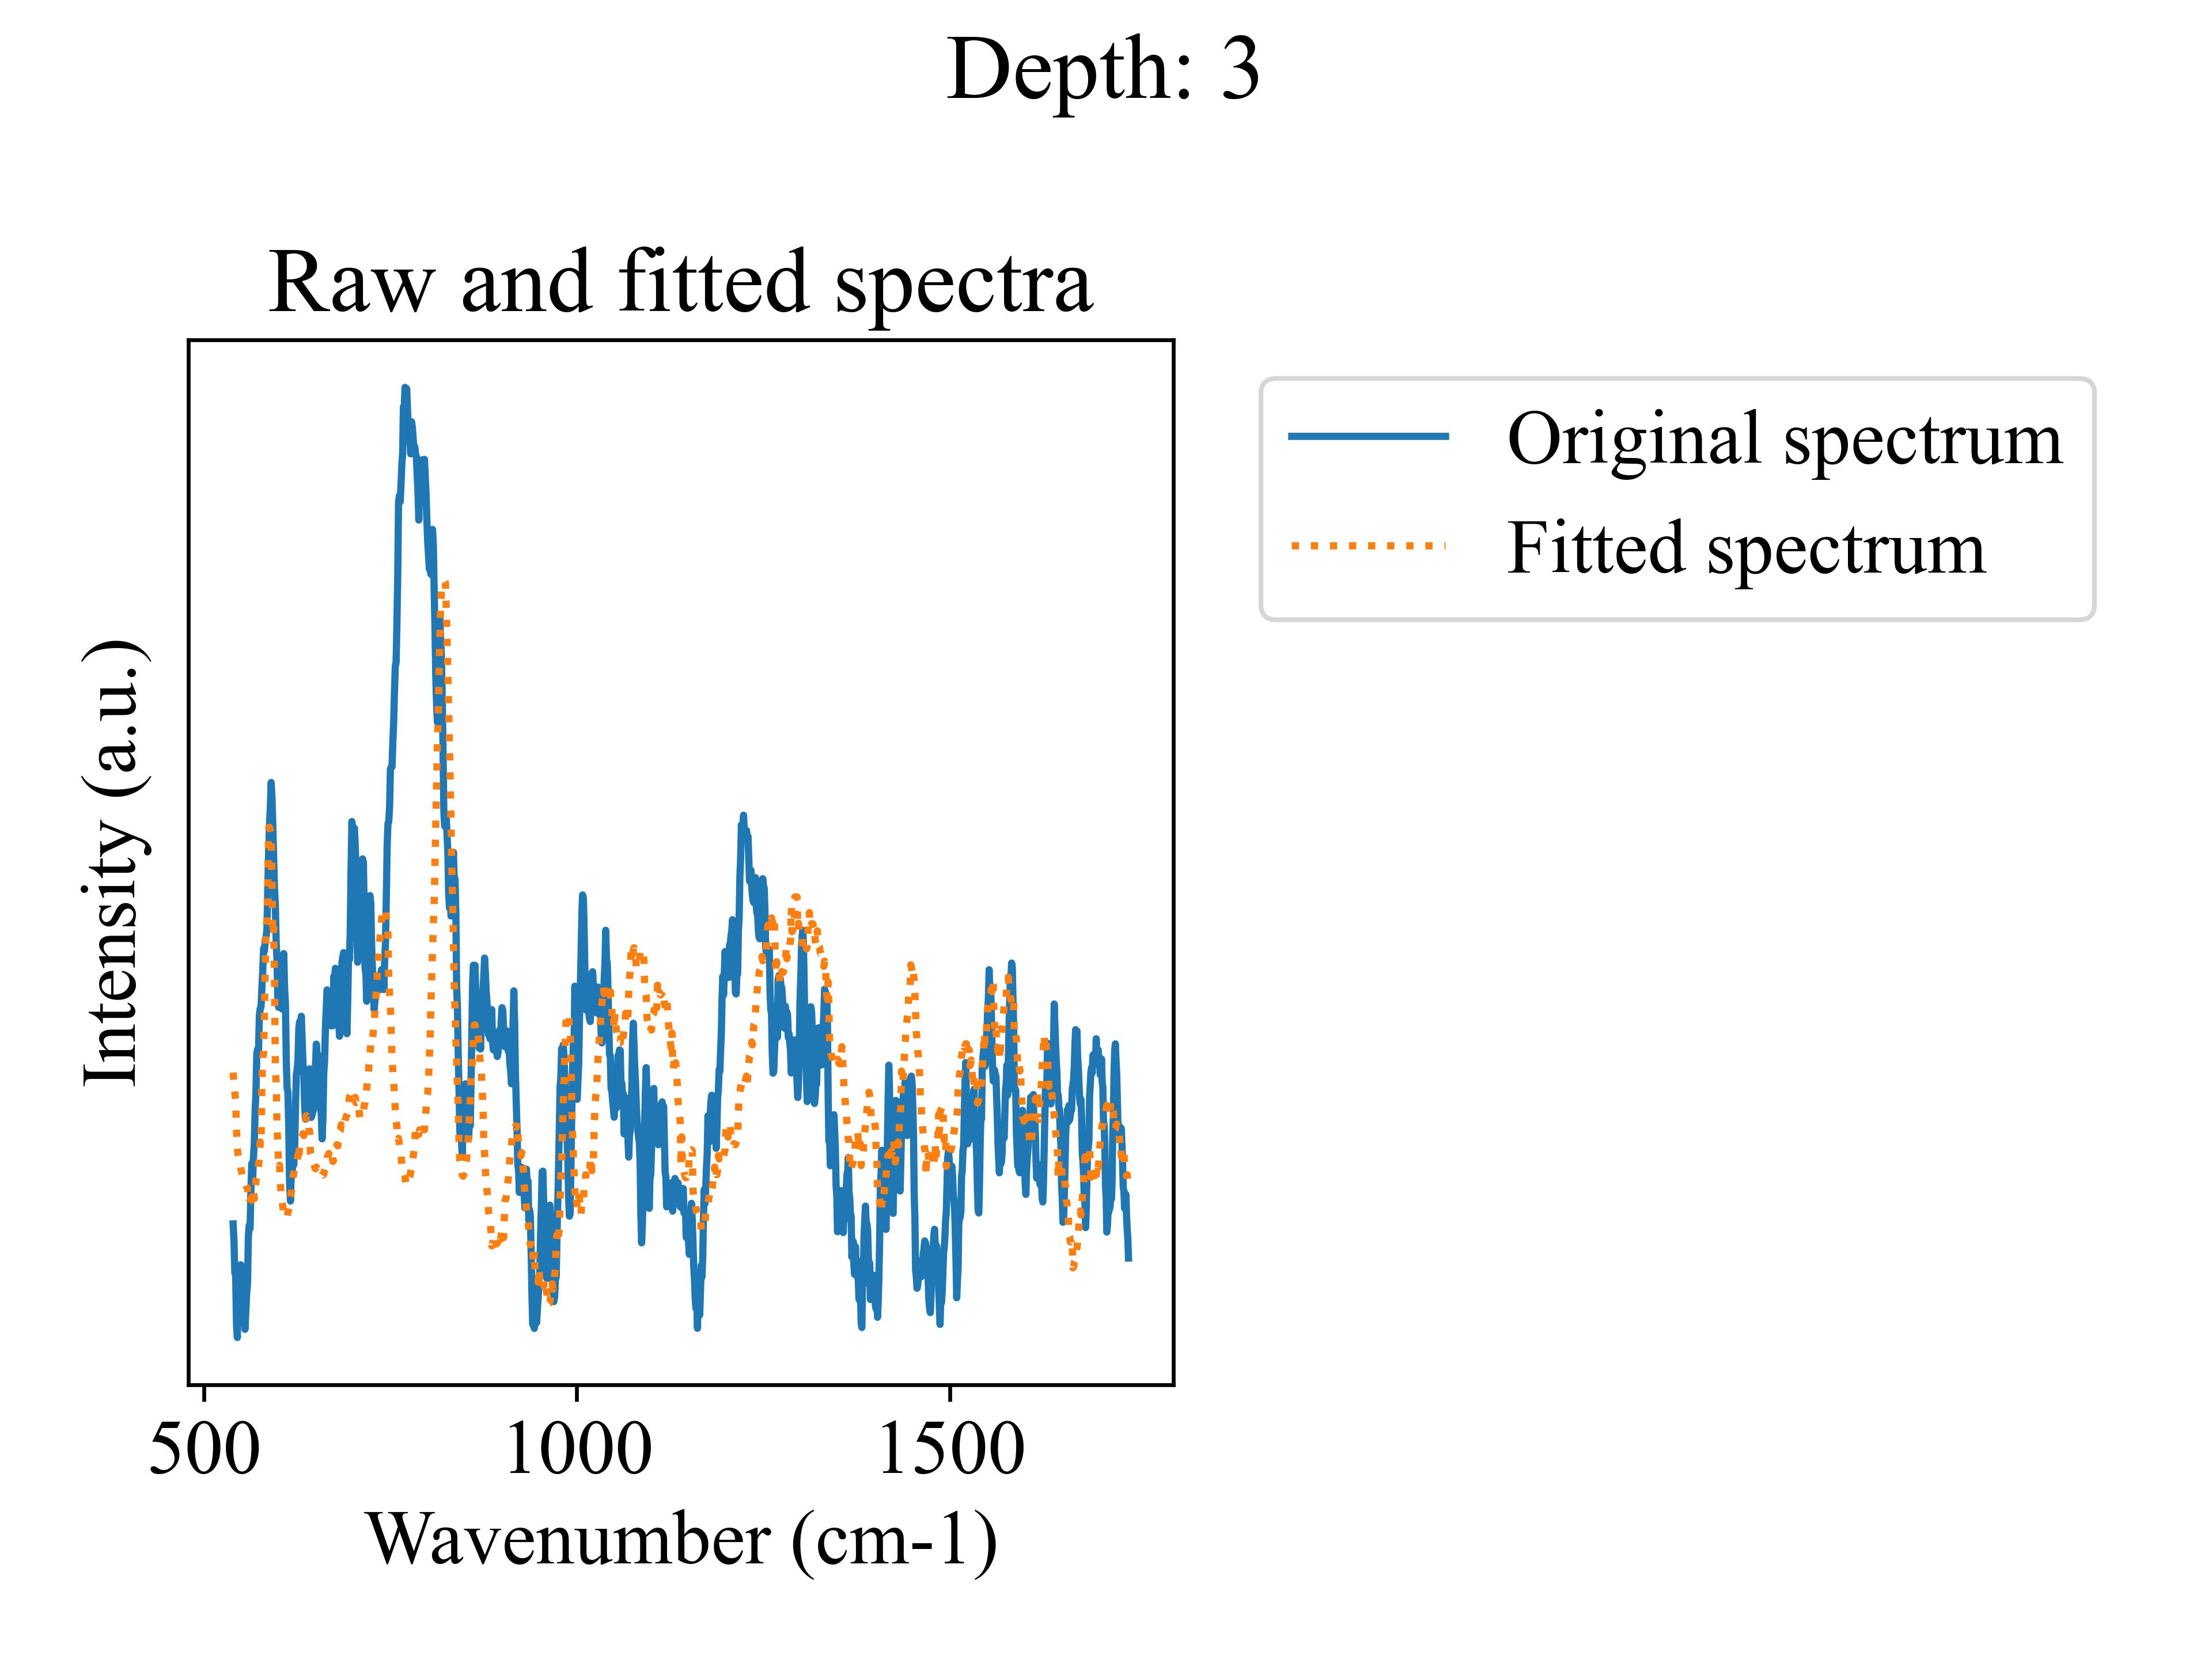 Depth: 3
Raw and fitted spectra
Original spectrum
Fitted spectrum
Intensity (a.u.)
500 1000 1500
Wavenumber (cm-1)